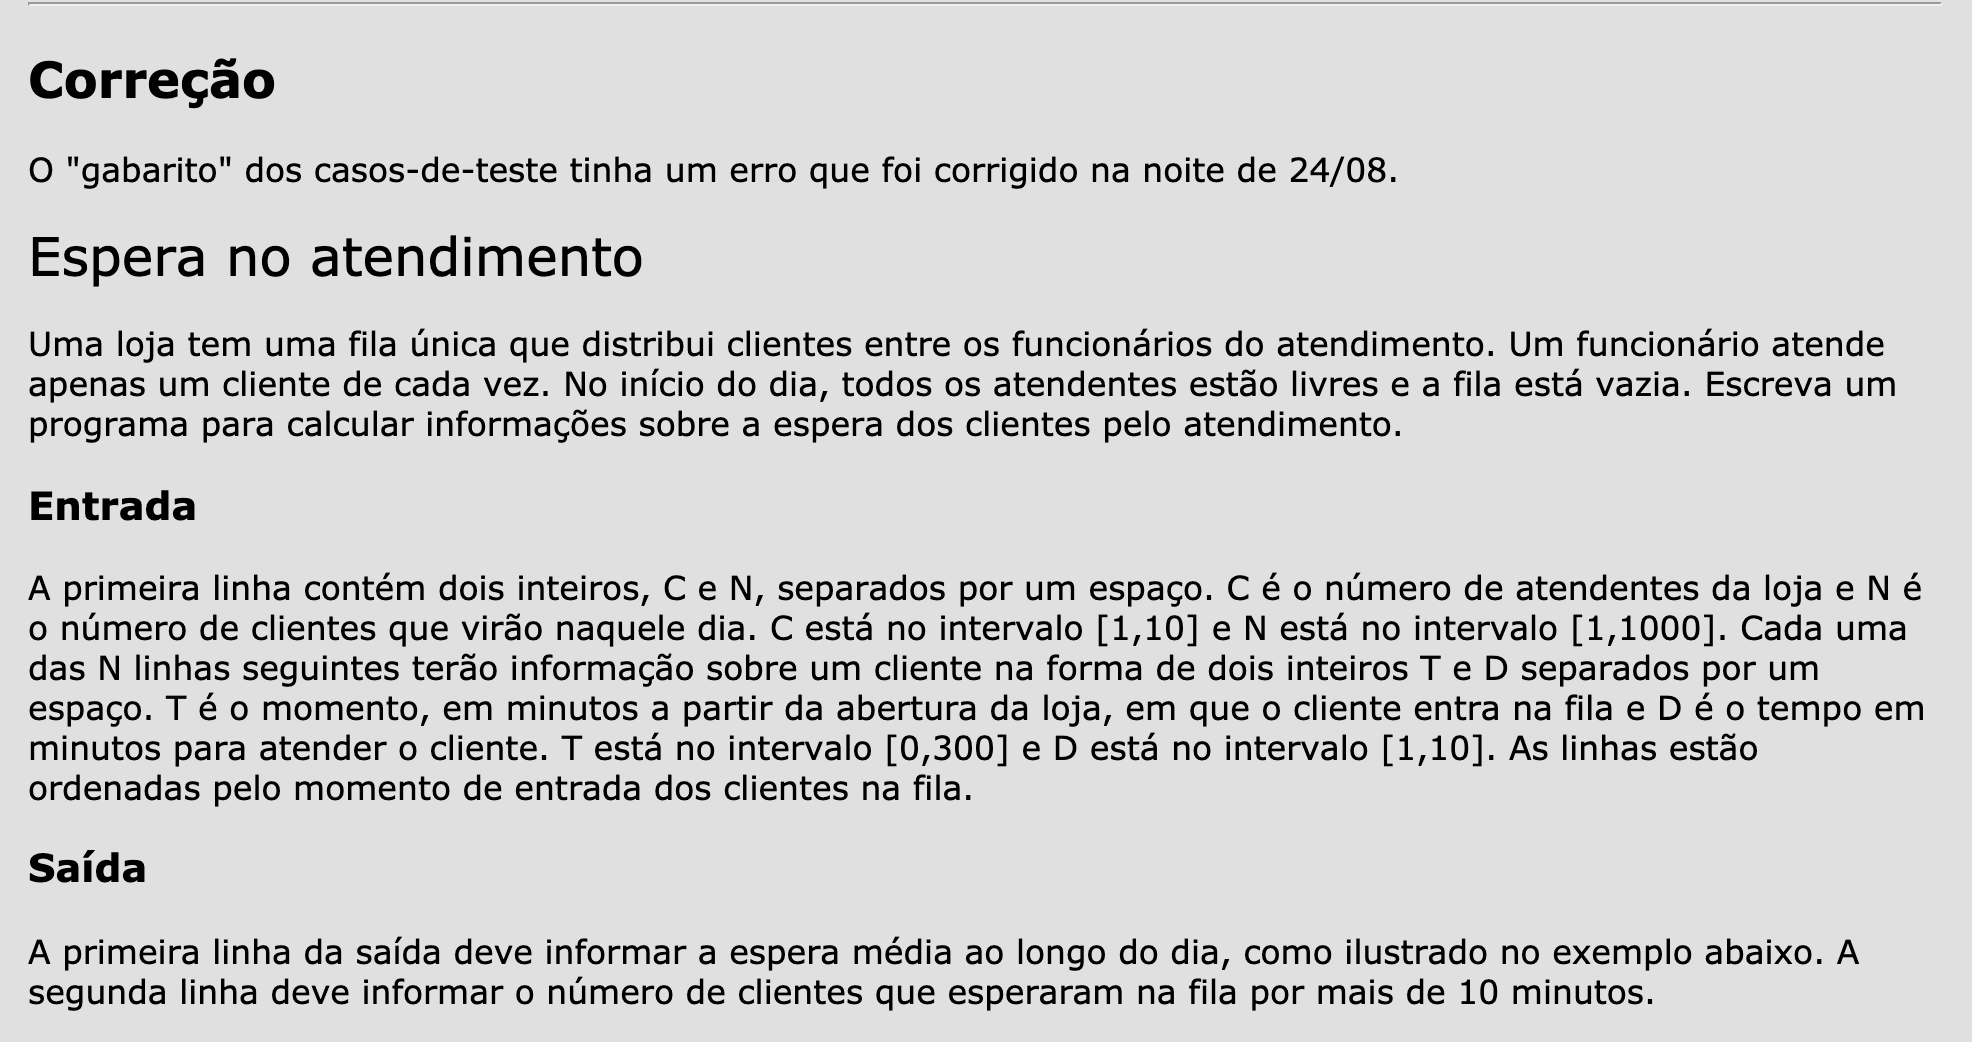 Correção
O "gabarito" dos casos-de-teste tinha um erro que foi corrigido na noite de 24/08.
Espera no atendimento
Uma loja tem uma fila única que distribui clientes entre os funcionários do atendimento. Um funcionário atende
apenas um cliente de cada vez. No início do dia, todos os atendentes estão livres e a fila está vazia. Escreva um
programa para calcular informações sobre a espera dos clientes pelo atendimento.
Entrada
A primeira linha contém dois inteiros, C e N, separados por um espaço. C é o número de atendentes da loja e N é
o número de clientes que virão naquele dia. C está no intervalo [1,10] e N está no intervalo [1,1000]. Cada uma
das N linhas seguintes terão informação sobre um cliente na forma de dois inteiros T e D separados por um
espaço. T é o momento, em minutos a partir da abertura da loja, em que o cliente entra na fila e D é o tempo em
minutos para atender o cliente. T está no intervalo [0,300] e D está no intervalo [1,10]. As linhas estão
ordenadas pelo momento de entrada dos clientes na fila.
Saída
A primeira linha da saída deve informar a espera média ao longo do dia, como ilustrado no exemplo abaixo. A
segunda linha deve informar o número de clientes que esperaram na fila por mais de 10 minutos.